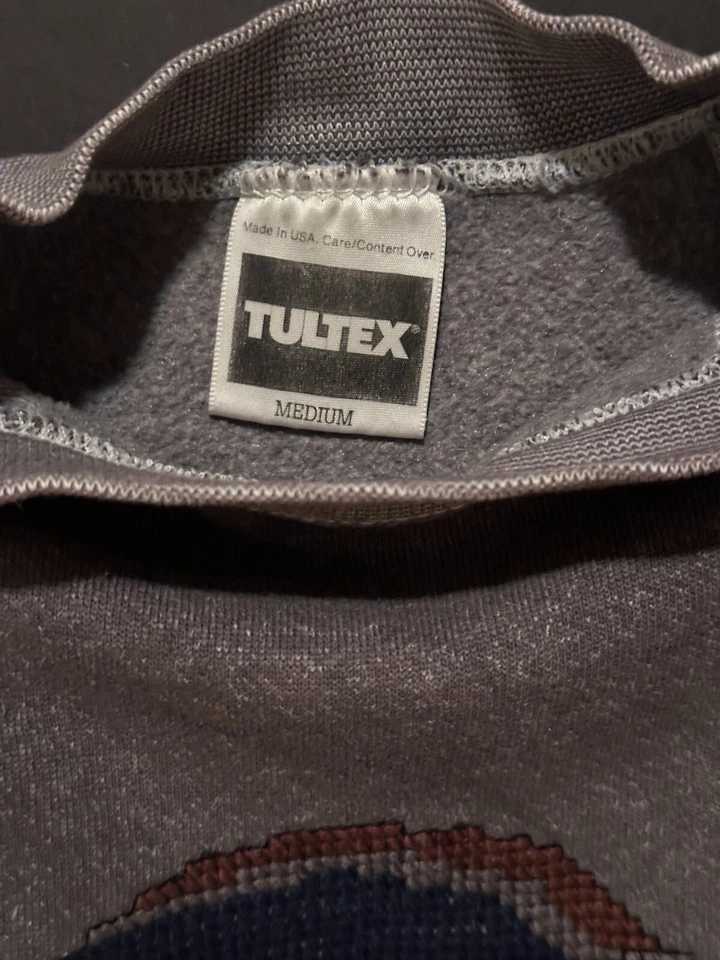 Made in USA. Care/Content Over.
TULTEX®
MEDIUM